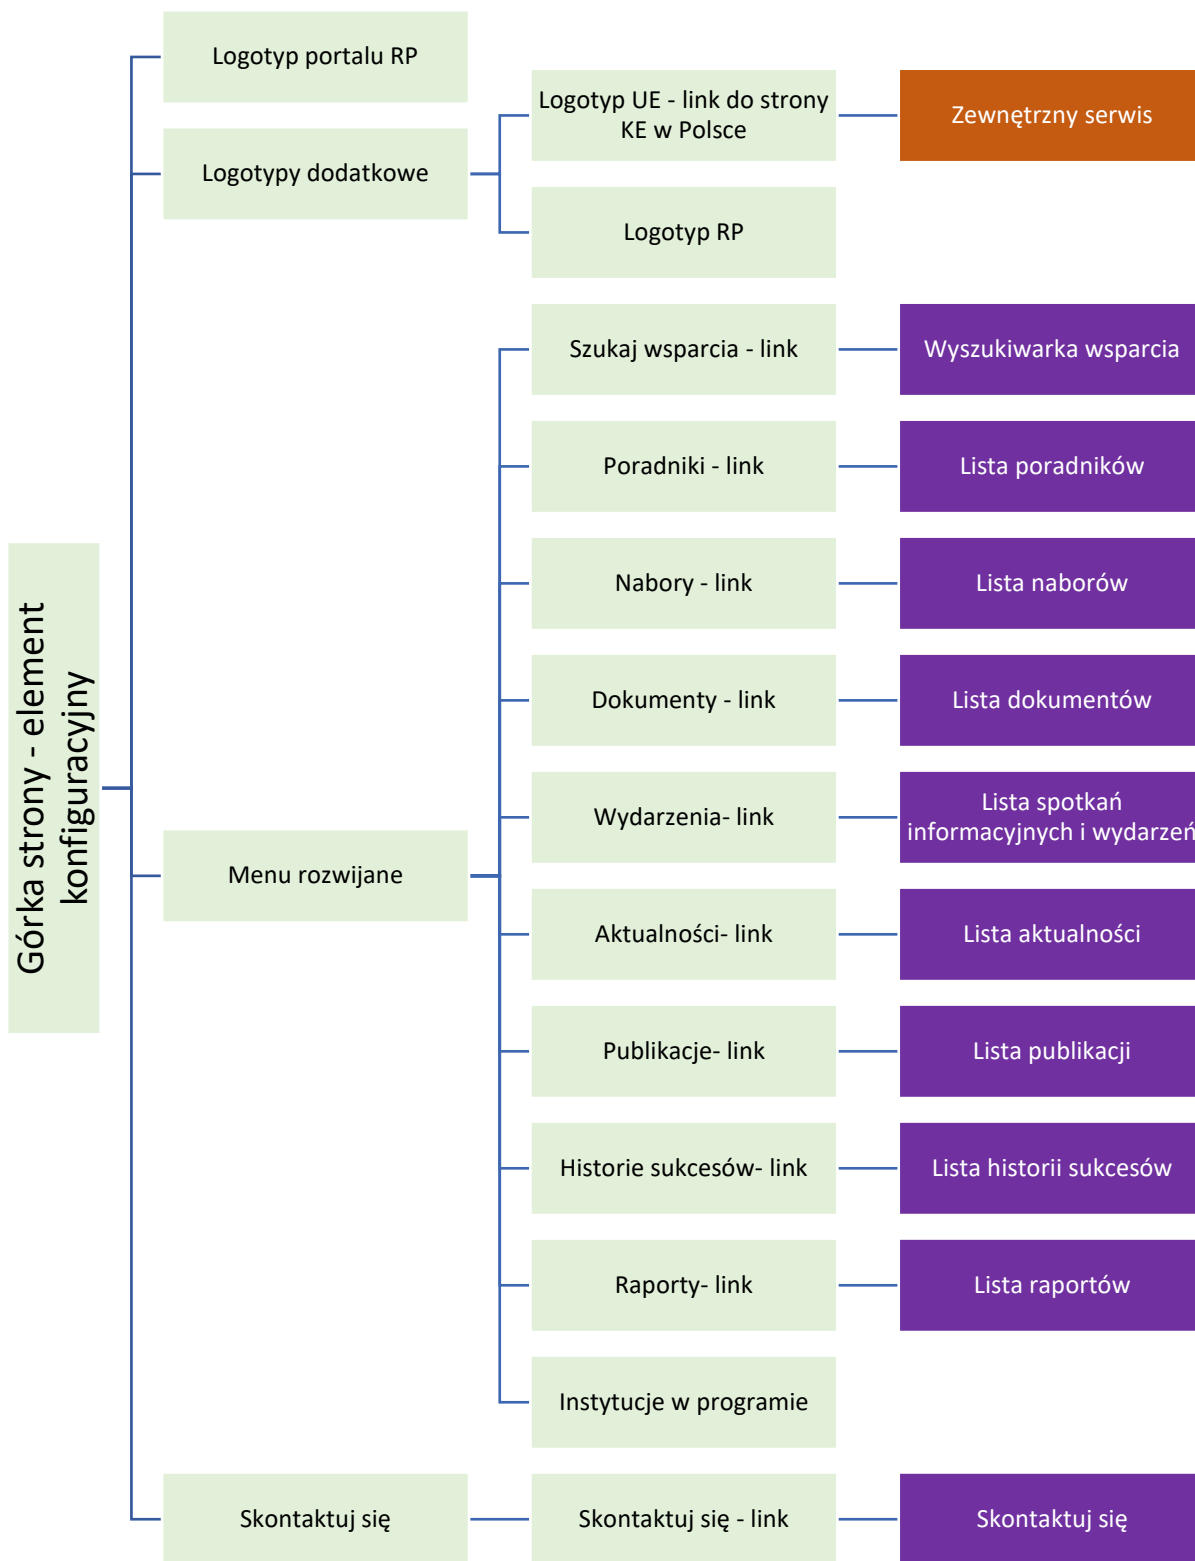 Górka strony - element
konfiguracyjny
Logotyp portalu RP
Logotypy dodatkowe
Logotyp UE - link do strony
KE w Polsce
Zewnętrzny serwis
Logotyp RP
Menu rozwijane
Szukaj wsparcia - link
Wyszukiwarka wsparcia
Poradniki - link
Lista poradników
Nabory - link
Lista naborów
Dokumenty - link
Lista dokumentów
Wydarzenia- link
Lista spotkań
informacyjnych i wydarzeń
Aktualności- link
Lista aktualności
Publikacje- link
Lista publikacji
Historie sukcesów- link
Lista historii sukcesów
Raporty- link
Lista raportów
Instytucje w programie
Skontaktuj się
Skontaktuj się - link
Skontaktuj się